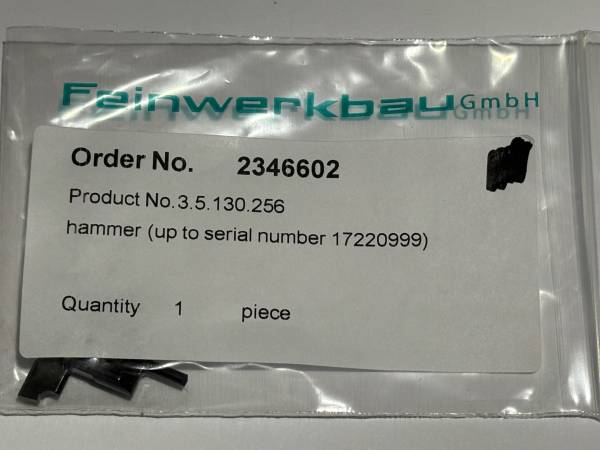 Feinwerkbau GmbH
Order No. 2346602
Product No.3.5.130.256
hammer (up to serial number 17220999)
Quantity 1 piece